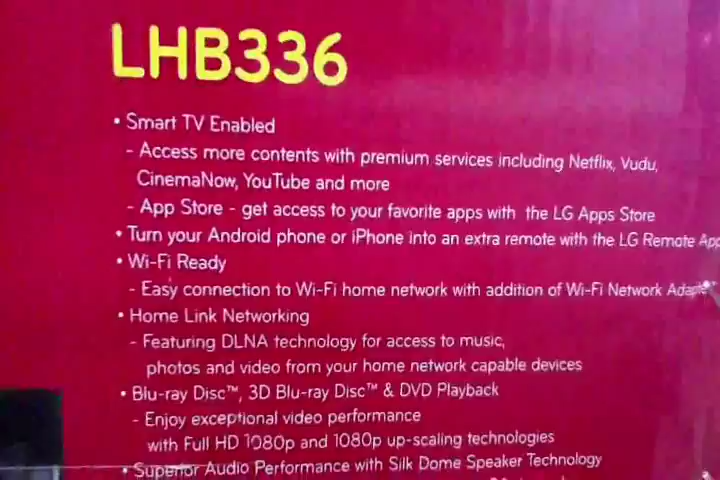 LHB336
• Smart TV Enabled
- Access more contents with premium services including Netflix, Vudu,
CinemaNow, YouTube and more
- App Store - get access to your favorite apps with the LG Apps Store
• Turn your Android phone or iPhone into an extra remote with the LG Remote App
• Wi-Fi Ready
- Easy connection to Wi-Fi home network with addition of Wi-Fi Network Adapter
• Home Link Networking
- Featuring DLNA technology for access to music,
photos and video from your home network capable devices
• Blu-ray Disc™, 3D Blu-ray Disc™ & DVD Playback
- Enjoy exceptional video performance
with Full HD 1080p and 1080p up-scaling technologies
• Superior Audio Performance with Silk Dome Speaker Technology